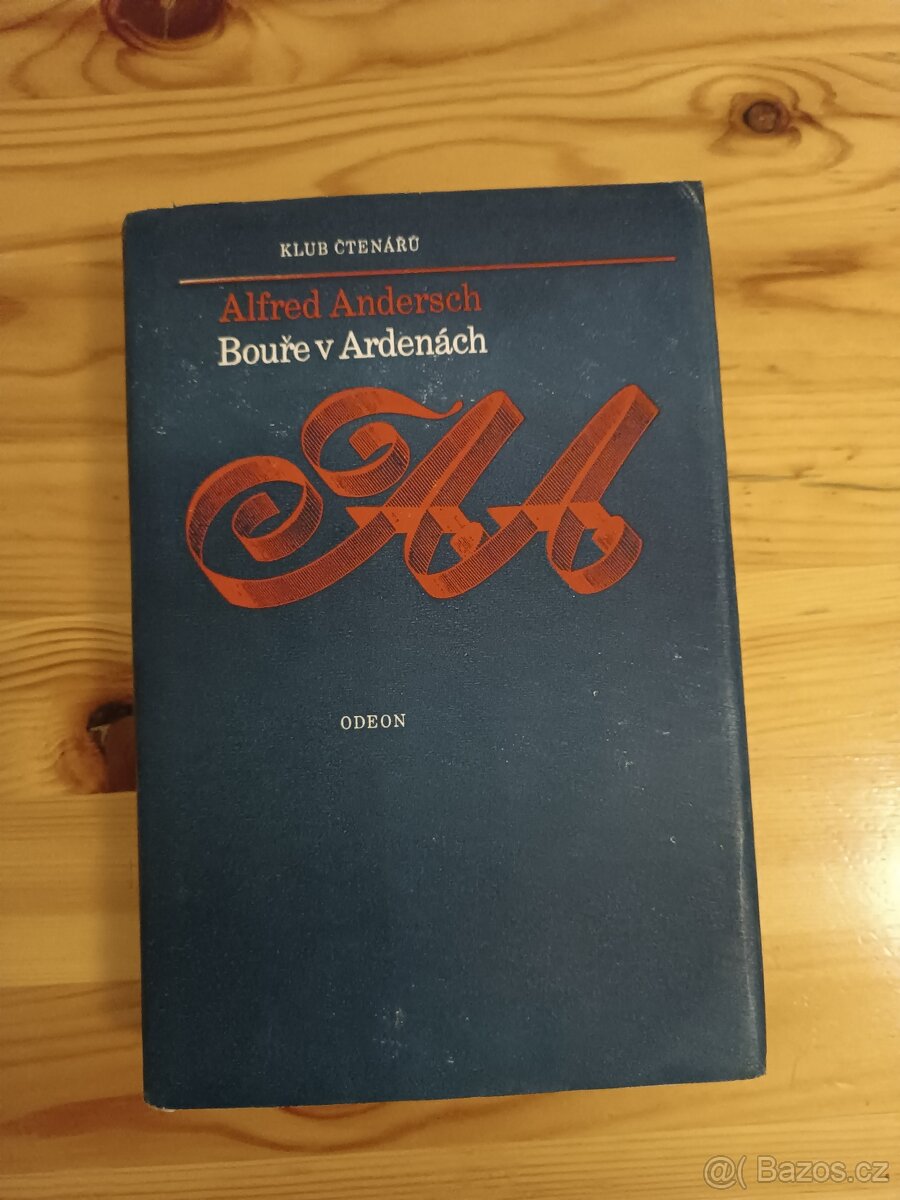 KLUB ČTENÁŘŮ
Alfred Andersch
Bouře v Ardenách
AA
ODEON
@( Bazos.cz